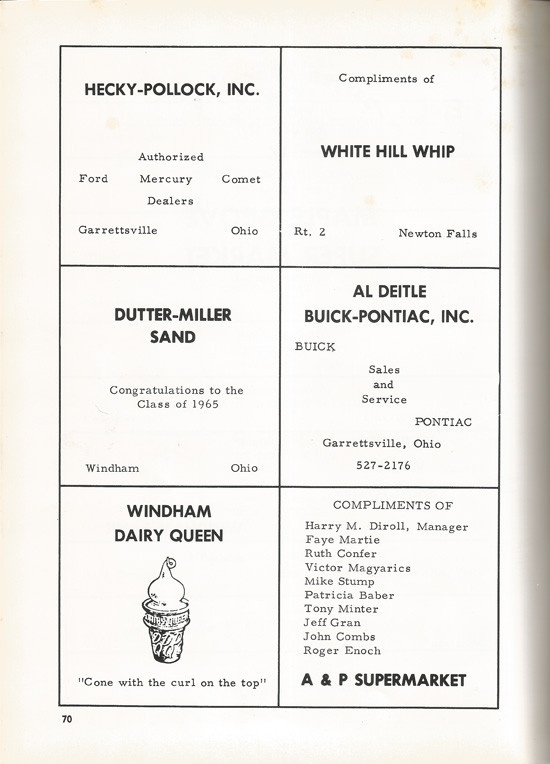 HECKY-POLLOCK, INC.
Authorized
Ford Mercury Comet
Dealers
Garrettsville Ohio
Compliments of
WHITE HILL WHIP
Rt. 2 Newton Falls
DUTTER-MILLER
SAND
Congratulations to the
Class of 1965
Windham Ohio
AL DEITLE
BUICK-PONTIAC, INC.
BUICK
Sales
and
Service
PONTIAC
Garrettsville, Ohio
527-2176
WINDHAM
DAIRY QUEEN
"Cone with the curl on the top"
COMPLIMENTS OF
Harry M. Diroll, Manager
Faye Martie
Ruth Confer
Victor Magyarics
Mike Stump
Patricia Baber
Tony Minter
Jeff Gran
John Combs
Roger Enoch
A & P SUPERMARKET
70